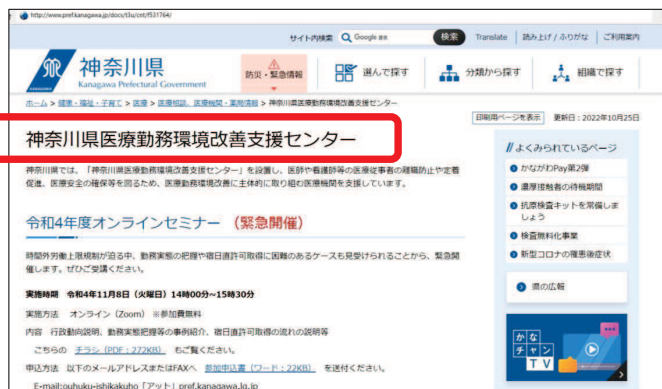 http://www.pref.kanagawa.jp/docs/t3u/cnt/f531764/
サイト内検索 Google 検索 Translate 読み上げ / ふりがな ご利用案内
神奈川県
Kanagawa Prefectural Government
防災・緊急情報
選んで探す
分類から探す
組織で探す
ホーム > 健康・福祉・子育て > 医療 > 医療相談、医療機関・薬局情報 > 神奈川県医療勤務環境改善支援センター
印刷用ページを表示 更新日:2022年10月25日
神奈川県医療勤務環境改善支援センター
神奈川県では、「神奈川県医療勤務環境改善支援センター」を設置し、医師や看護師等の医療従事者の離職防止や定着
促進、医療安全の確保等を図るため、医療勤務環境改善に主体的に取り組む医療機関を支援しています。
令和4年度オンラインセミナー (緊急開催)
時間外労働上限規制が迫る中、勤務実態の把握や宿日直許可取得に困難のあるケースも見受けられることから、緊急開
催します。ぜひご受講ください。
実施時期 令和4年11月8日(火曜日)14時00分~15時30分
実施方法 オンライン(Zoom) ※参加費無料
内容 行政動向説明、勤務実態把握等の事例紹介、宿日直許可取得の流れの説明等
こちらの チラシ(PDF:272KB) もご覧ください。
申込方法 以下のメールアドレスまたはFAXへ 参加申込書(ワード:22KB) を送付ください。
E-mail:ouhuku-ishikakuho「アット」pref.kanagawa.lg.jp
よくみられているページ
かながわPay第2弾
濃厚接触者の待機期間
抗原検査キットを常備しま
しょう
検査無料化事業
新型コロナの罹患後症状
県の広報
かな
チャン
TV